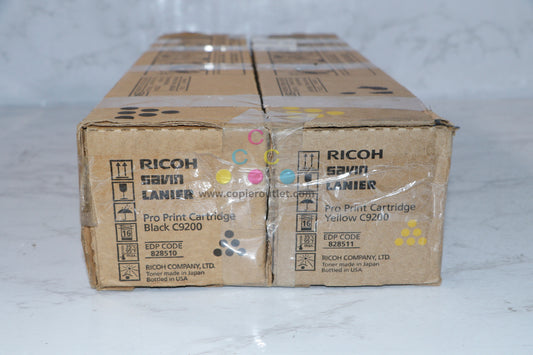 RICOH
savin
LANIER
Pro Print Cartridge
Black C9200
EDP CODE
828510
RICOH COMPANY, LTD.
Toner made in Japan
Bottled in USA
RICOH
savin
LANIER
Pro Print Cartridge
Yellow C9200
EDP CODE
828511
RICOH COMPANY, LTD.
Toner made in Japan
Bottled in USA
C
C
C
www.copieroutlet.com